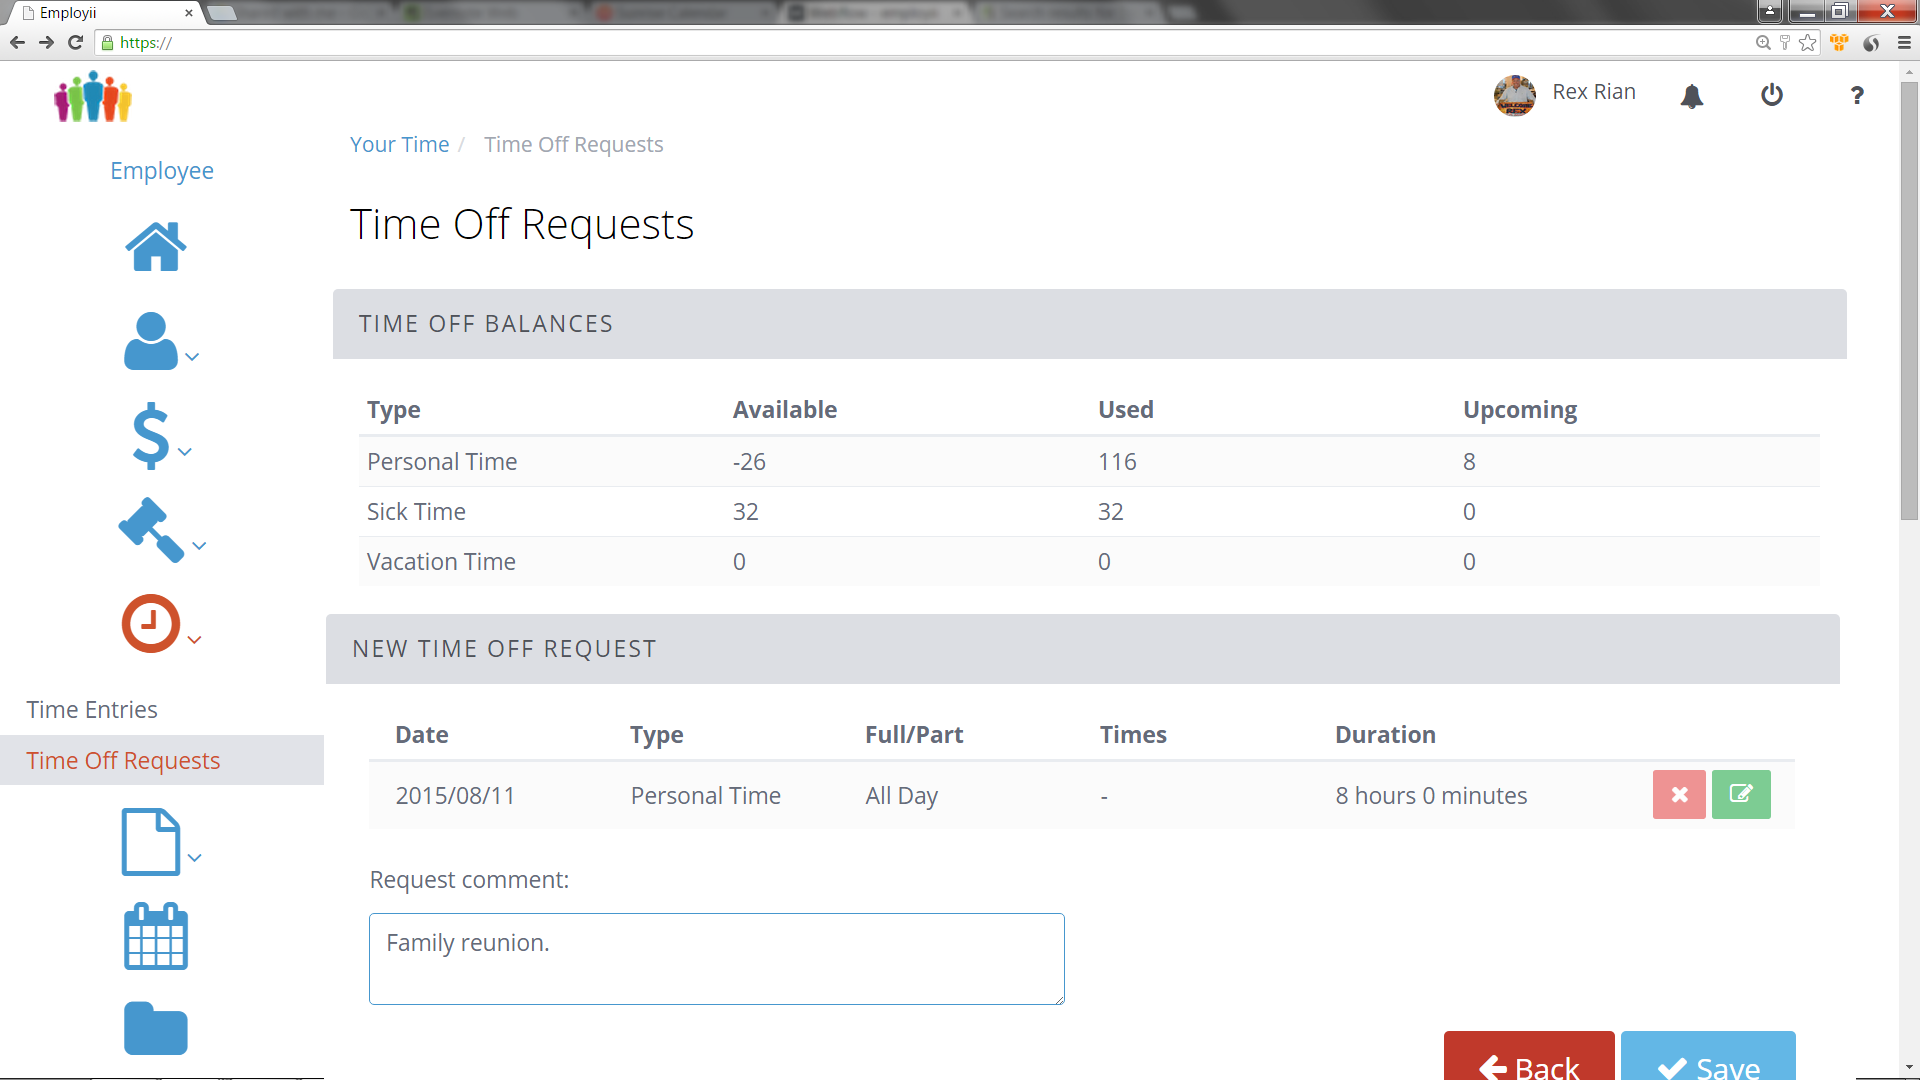 Employii
https://
Rex Rian
?
Your Time / Time Off Requests
Employee
Time Off Requests
TIME OFF BALANCES
Type Available Used Upcoming
Personal Time -26 116 8
Sick Time 32 32 0
Vacation Time 0 0 0
NEW TIME OFF REQUEST
Time Entries
Time Off Requests
Date Type Full/Part Times Duration
2015/08/11 Personal Time All Day - 8 hours 0 minutes
Request comment:
Family reunion.
Back Save